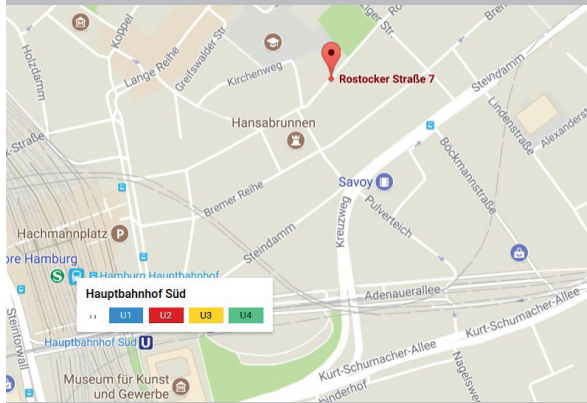 Holzdamm
Koppel
Lange Reihe
Greifswalder Str.
Kirchenweg
Rostocker Straße 7
Steindamm
Lindenstraße
Böckmannstraße
Hansabrunnen
Savoy
Bremer Reihe
Pulverteich
Kreuzweg
Steindamm
Hachmannplatz
P
Hamburg
S
Hamburg Hauptbahnhof
Hauptbahnhof Süd
U1 U2 U3 U4
Adenauerallee
Kurt-Schumacher-Allee
Steintorwall
Hauptbahnhof Süd U
Kurt-Schumacher-Allee
Museum für Kunst
und Gewerbe